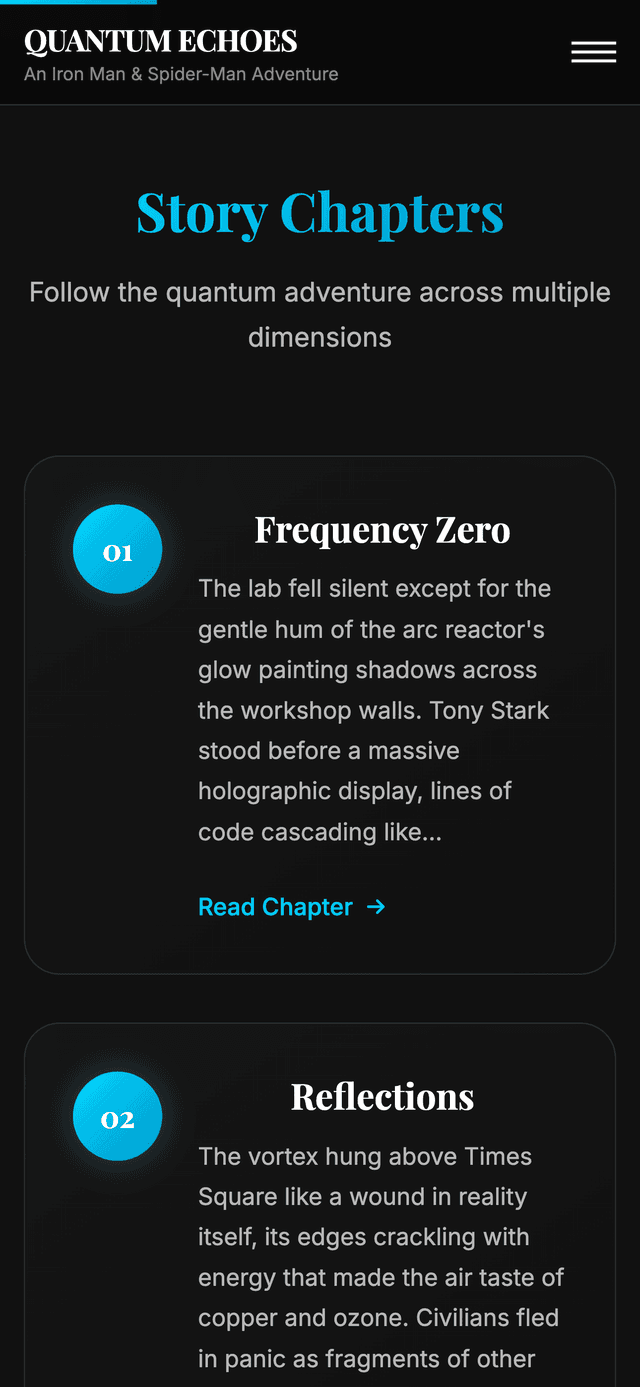 QUANTUM ECHOES
An Iron Man & Spider-Man Adventure
Story Chapters
Follow the quantum adventure across multiple
dimensions
01
Frequency Zero
The lab fell silent except for the
gentle hum of the arc reactor's
glow painting shadows across
the workshop walls. Tony Stark
stood before a massive
holographic display, lines of
code cascading like...
Read Chapter →
02
Reflections
The vortex hung above Times
Square like a wound in reality
itself, its edges crackling with
energy that made the air taste of
copper and ozone. Civilians fled
in panic as fragments of other